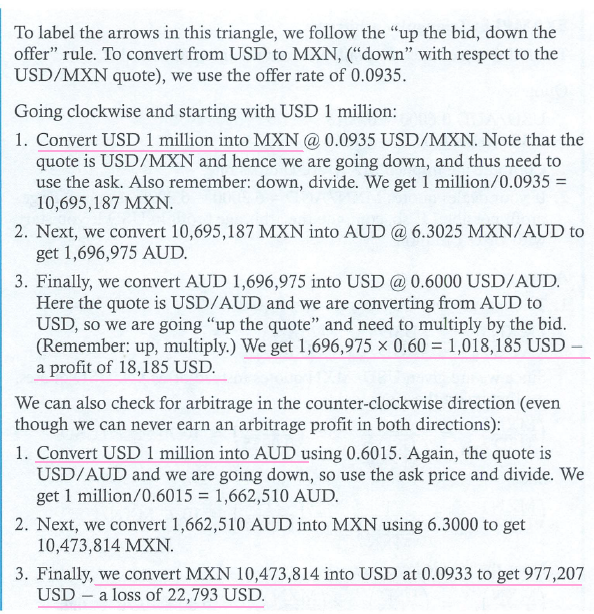 To label the arrows in this triangle, we follow the “up the bid, down the
offer” rule. To convert from USD to MXN, (“down” with respect to the
USD/MXN quote), we use the offer rate of 0.0935.
Going clockwise and starting with USD 1 million:
1. Convert USD 1 million into MXN @ 0.0935 USD/MXN. Note that the
quote is USD/MXN and hence we are going down, and thus need to
use the ask. Also remember: down, divide. We get 1 million/0.0935 =
10,695,187 MXN.
2. Next, we convert 10,695,187 MXN into AUD @ 6.3025 MXN/AUD to
get 1,696,975 AUD.
3. Finally, we convert AUD 1,696,975 into USD @ 0.6000 USD/AUD.
Here the quote is USD/AUD and we are converting from AUD to
USD, so we are going “up the quote” and need to multiply by the bid.
(Remember: up, multiply.) We get 1,696,975 × 0.60 = 1,018,185 USD –
a profit of 18,185 USD.
We can also check for arbitrage in the counter-clockwise direction (even
though we can never earn an arbitrage profit in both directions):
1. Convert USD 1 million into AUD using 0.6015. Again, the quote is
USD/AUD and we are going down, so use the ask price and divide. We
get 1 million/0.6015 = 1,662,510 AUD.
2. Next, we convert 1,662,510 AUD into MXN using 6.3000 to get
10,473,814 MXN.
3. Finally, we convert MXN 10,473,814 into USD at 0.0933 to get 977,207
USD – a loss of 22,793 USD.